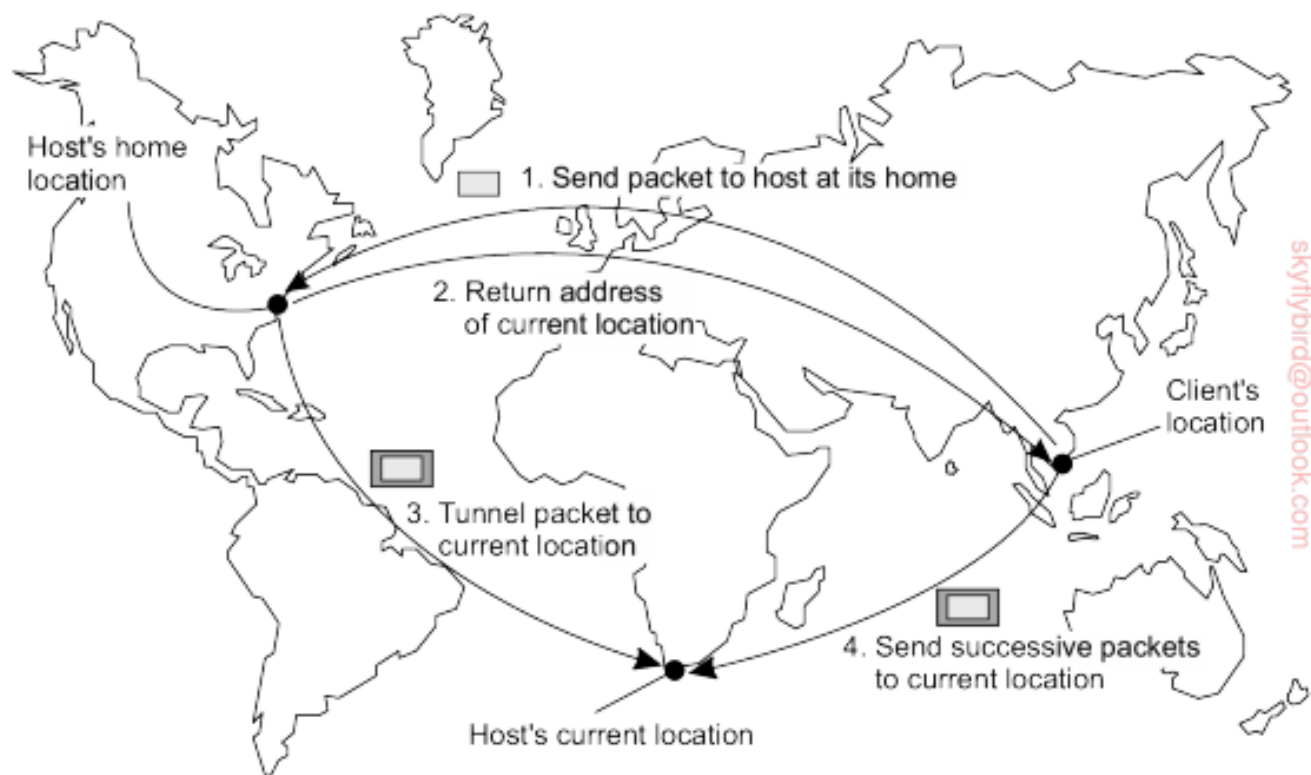 Host's home
location
1. Send packet to host at its home
2. Return address
of current location
Client's
location
3. Tunnel packet to
current location
4. Send successive packets
to current location
Host's current location
skyflybird@outlook.com